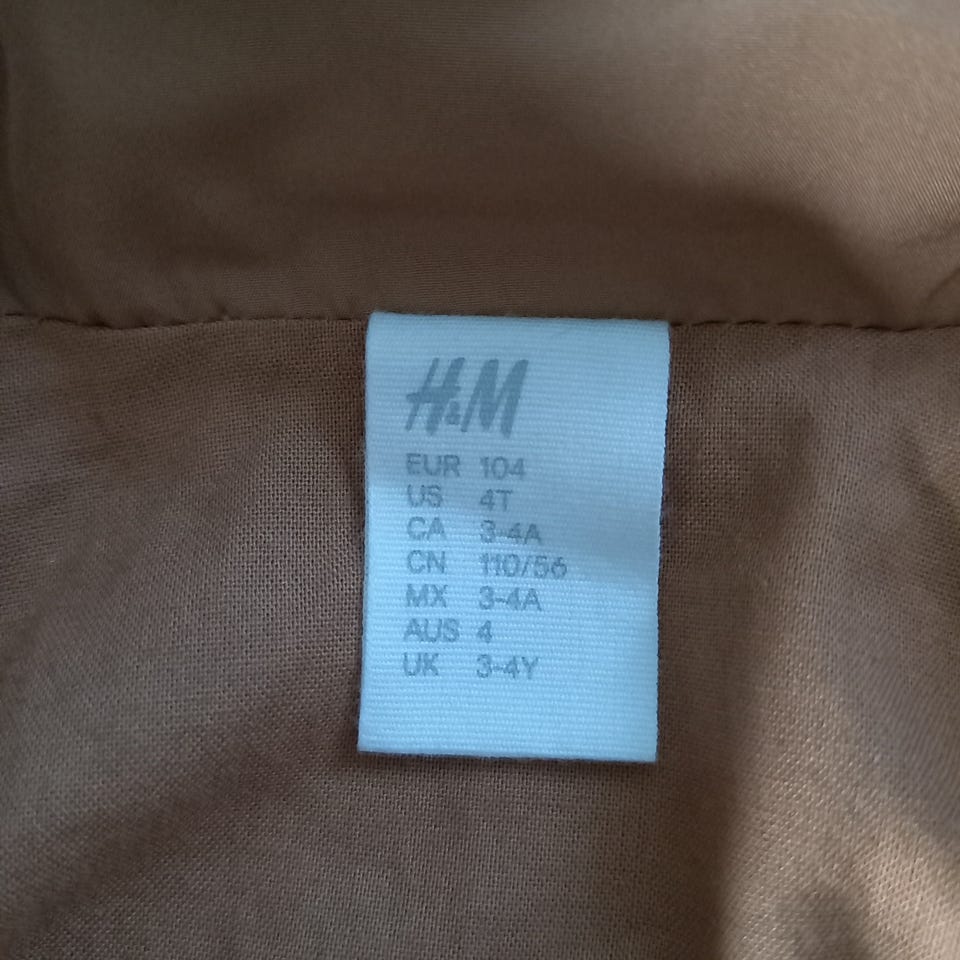 H&M
EUR 104
US 4T
CA 3-4A
CN 110/56
MX 3-4A
AUS 4
UK 3-4Y